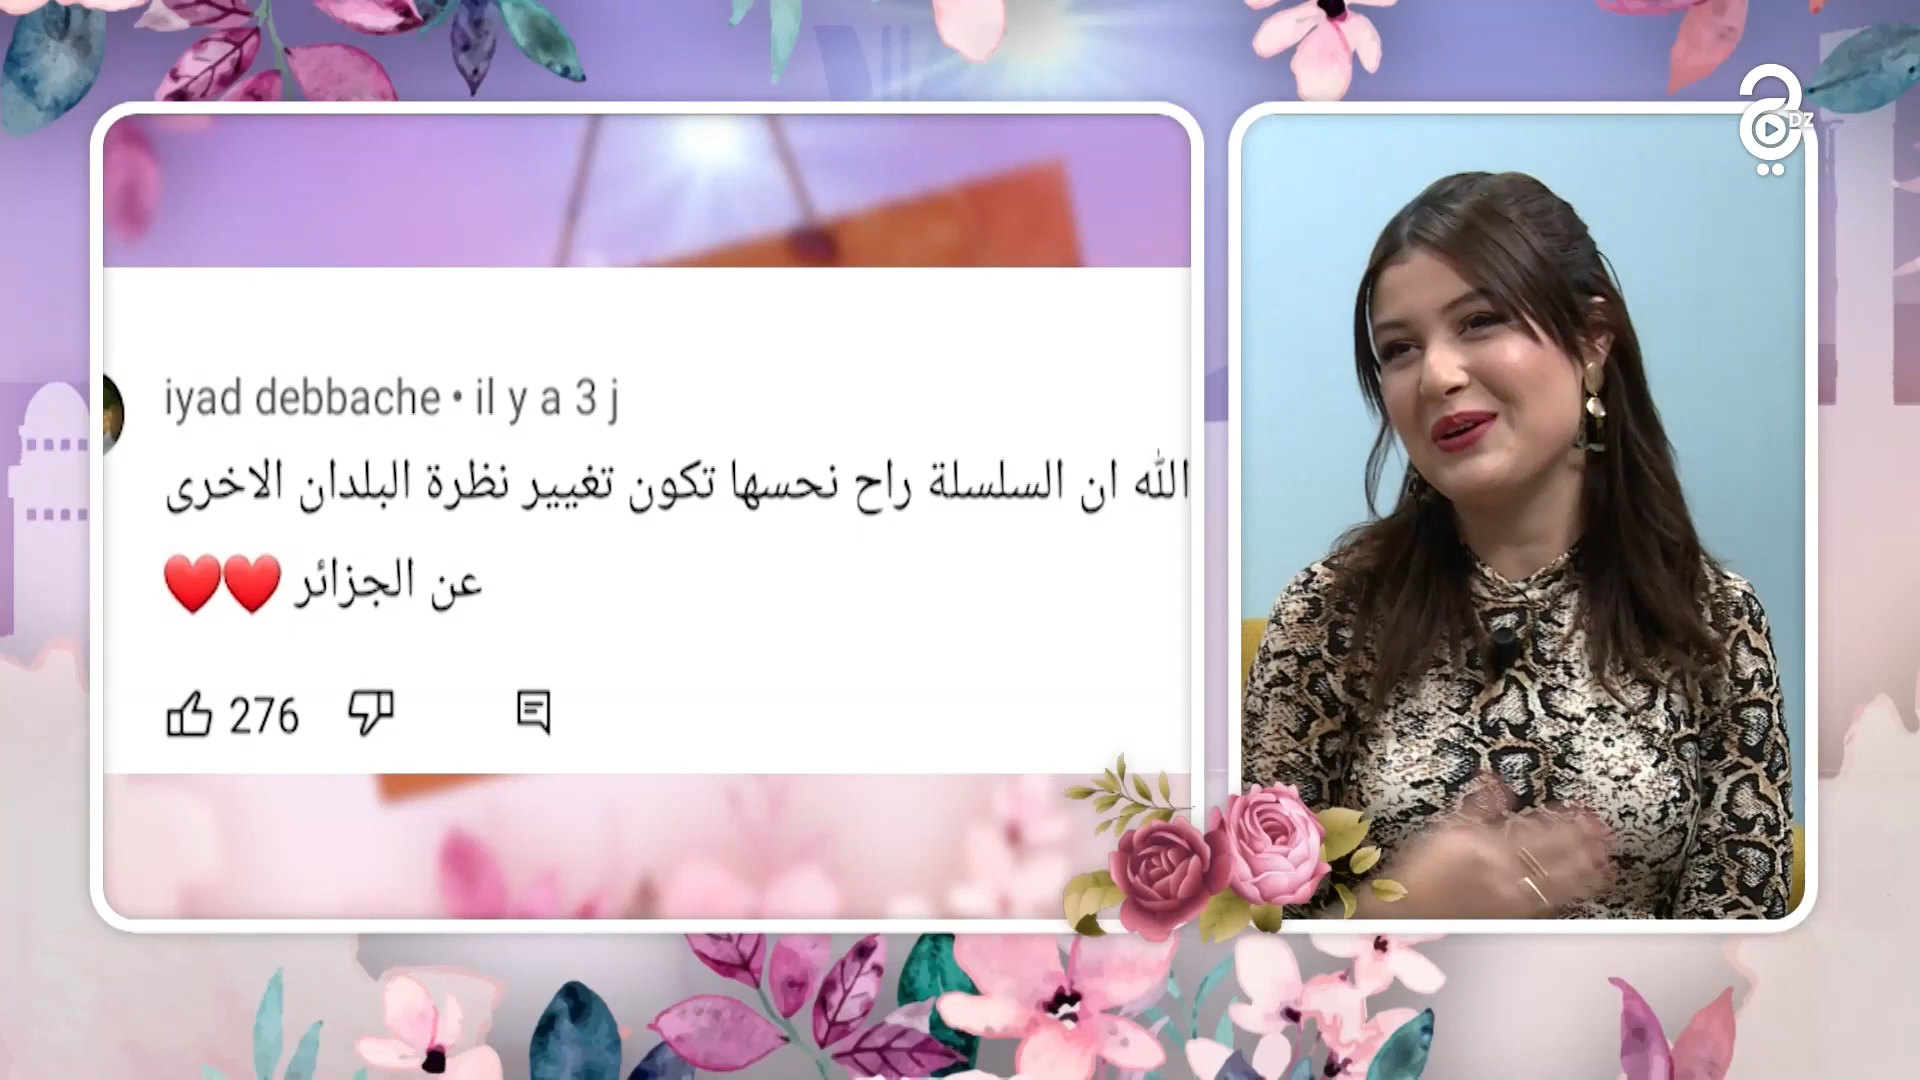 DZ
iyad debbache • il y a 3 j
الله ان السلسلة راح نحسها تكون تغيير نظرة البلدان الاخرى
عن الجزائر ❤️❤️
276